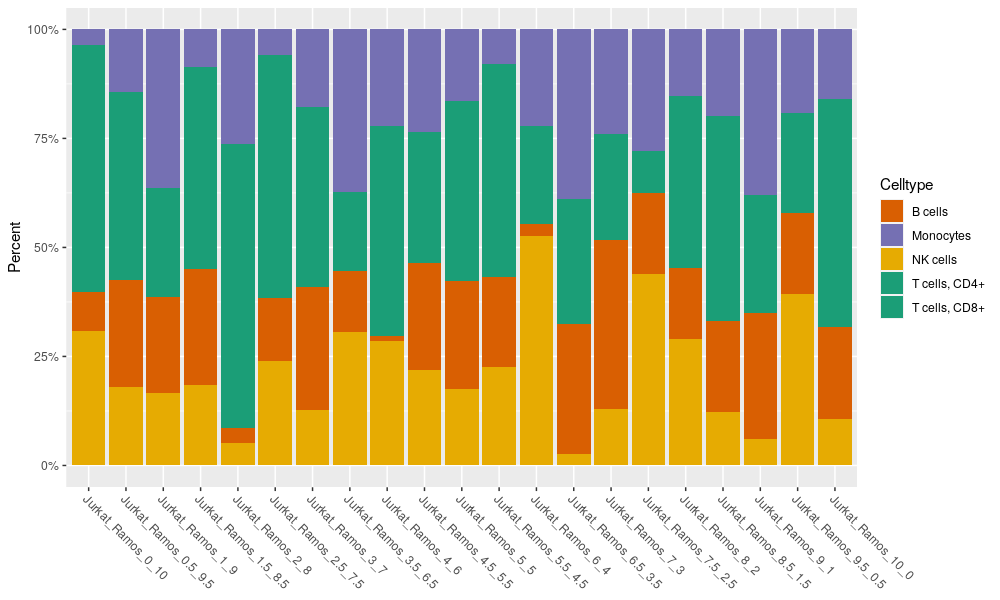 100%
75%
50%
25%
0%
Percent
Jurkat_Ramos_0_10
Jurkat_Ramos_0.5_9.5
Jurkat_Ramos_1_9
Jurkat_Ramos_1.5_8.5
Jurkat_Ramos_2_8
Jurkat_Ramos_2.5_7.5
Jurkat_Ramos_3_7
Jurkat_Ramos_3.5_6.5
Jurkat_Ramos_4_6
Jurkat_Ramos_4.5_5.5
Jurkat_Ramos_5_5
Jurkat_Ramos_5.5_4.5
Jurkat_Ramos_6_4
Jurkat_Ramos_6.5_3.5
Jurkat_Ramos_7_3
Jurkat_Ramos_7.5_2.5
Jurkat_Ramos_8_2
Jurkat_Ramos_8.5_1.5
Jurkat_Ramos_9_1
Jurkat_Ramos_9.5_0.5
Jurkat_Ramos_10_0
Celltype
B cells
Monocytes
NK cells
T cells, CD4+
T cells, CD8+